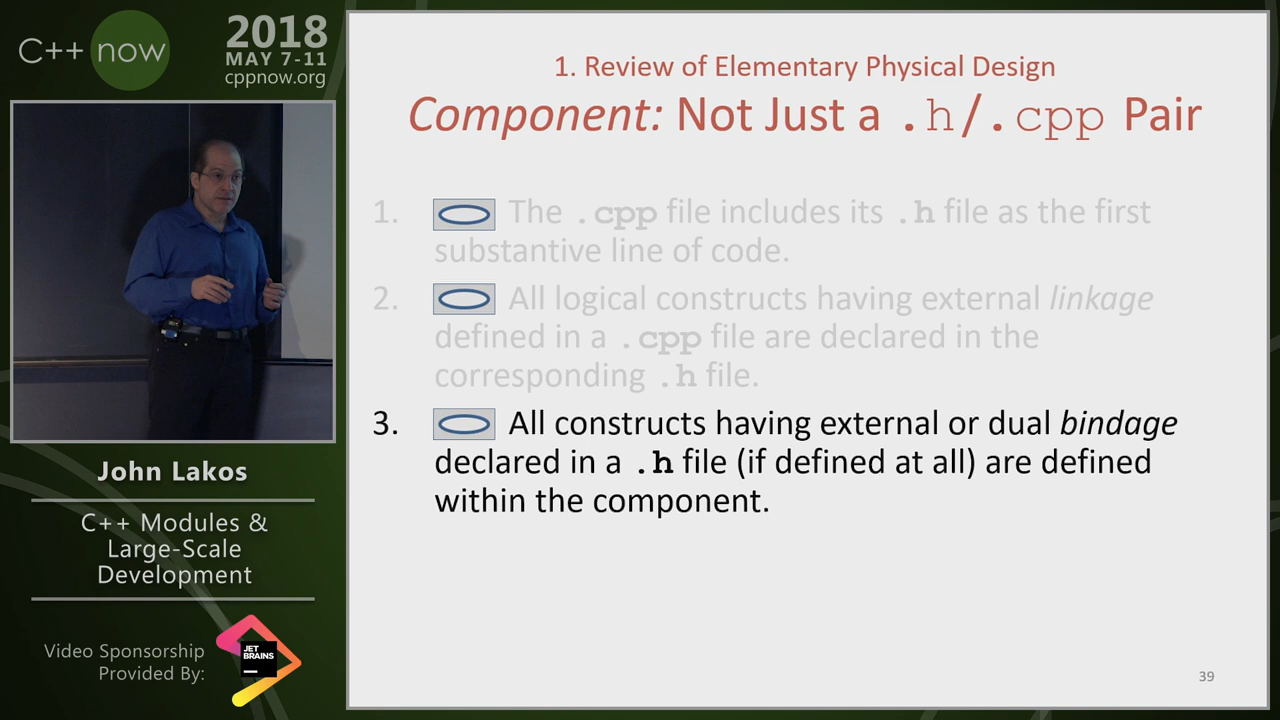 C++ now
2018
MAY 7-11
cppnow.org
John Lakos
C++ Modules &
Large-Scale
Development
Video Sponsorship
Provided By:
JET
BRAINS
1. Review of Elementary Physical Design
Component: Not Just a .h/.cpp Pair
1. The .cpp file includes its .h file as the first
substantive line of code.
2. All logical constructs having external linkage
defined in a .cpp file are declared in the
corresponding .h file.
3. All constructs having external or dual bindage
declared in a .h file (if defined at all) are defined
within the component.
39